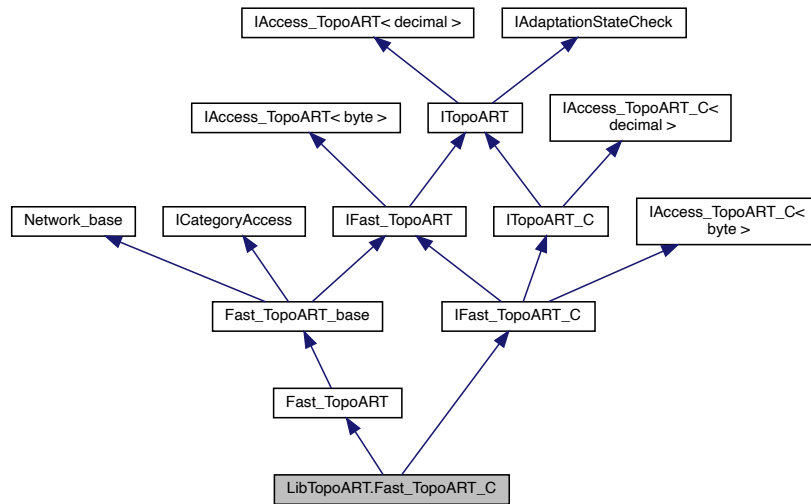 IAccess_TopoART< decimal >
IAdaptationStateCheck
IAccess_TopoART< byte >
ITopoART
IAccess_TopoART_C<
decimal >
Network_base
ICategoryAccess
IFast_TopoART
ITopoART_C
IAccess_TopoART_C<
byte >
Fast_TopoART_base
IFast_TopoART_C
Fast_TopoART
LibTopoART.Fast_TopoART_C